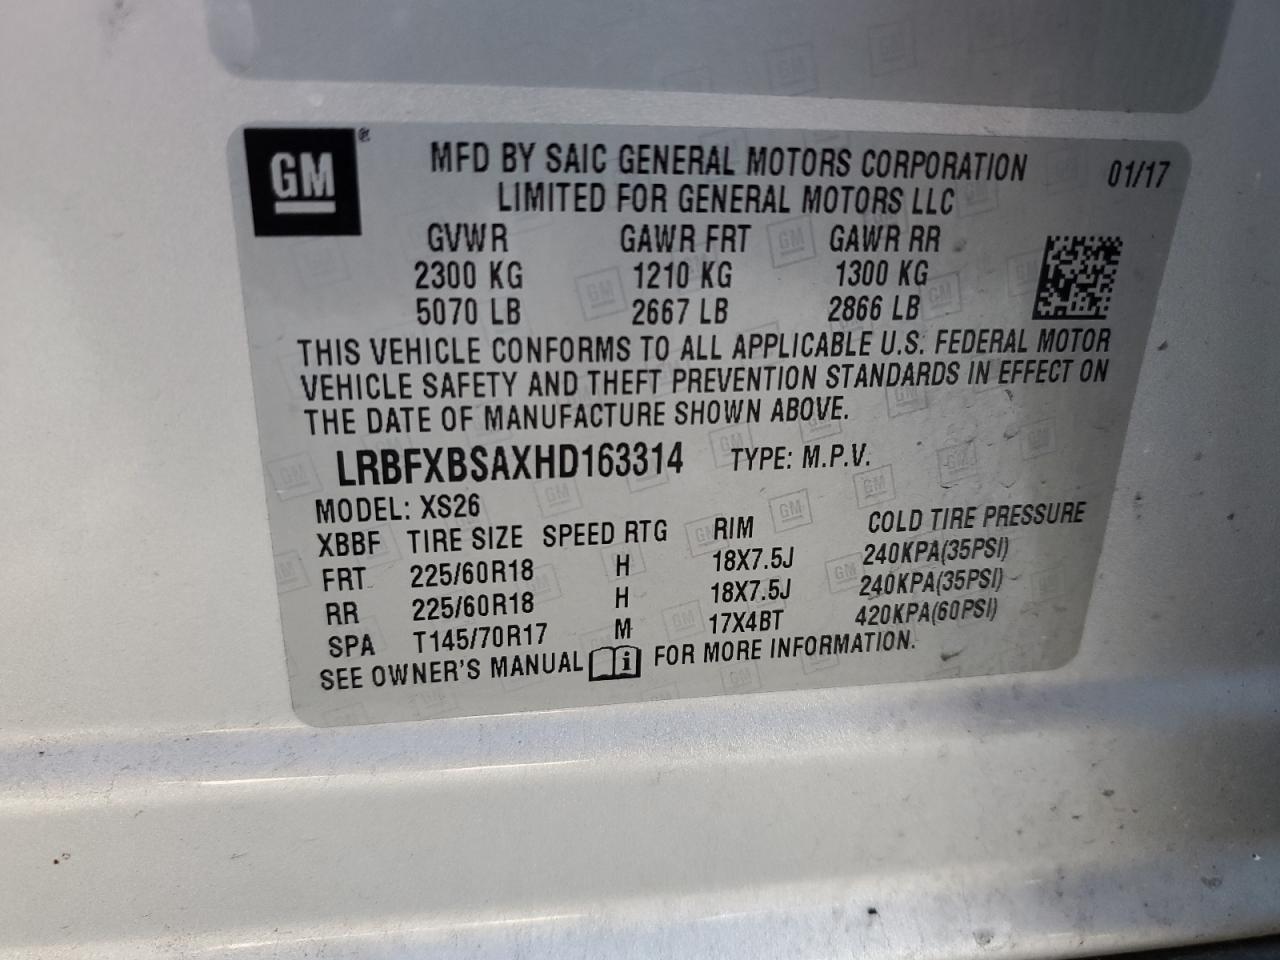 GM ®
MFD BY SAIC GENERAL MOTORS CORPORATION 01/17
LIMITED FOR GENERAL MOTORS LLC
GVWR GAWR FRT GAWR RR
2300 KG 1210 KG 1300 KG
5070 LB 2667 LB 2866 LB
THIS VEHICLE CONFORMS TO ALL APPLICABLE U.S. FEDERAL MOTOR
VEHICLE SAFETY AND THEFT PREVENTION STANDARDS IN EFFECT ON
THE DATE OF MANUFACTURE SHOWN ABOVE.
LRBFXBSAXHD163314 TYPE: M.P.V.
MODEL: XS26
XBBF TIRE SIZE SPEED RTG RIM COLD TIRE PRESSURE
FRT 225/60R18 H 18X7.5J 240KPA(35PSI)
RR 225/60R18 H 18X7.5J 240KPA(35PSI)
SPA T145/70R17 M 17X4BT 420KPA(60PSI)
SEE OWNER'S MANUAL i FOR MORE INFORMATION.